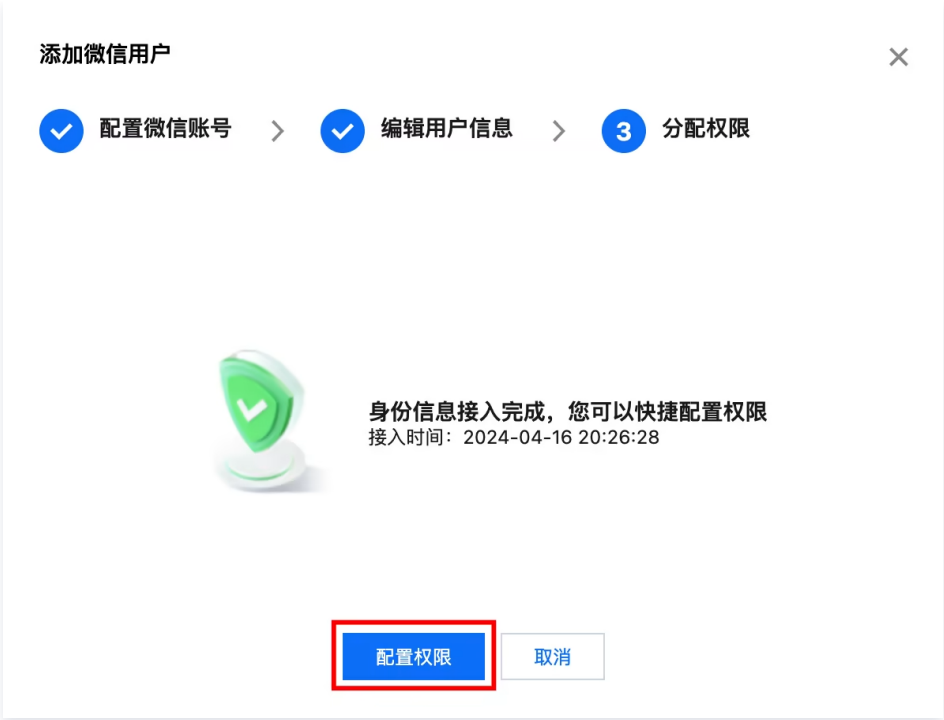 添加微信用户
配置微信账号
编辑用户信息
3
分配权限
身份信息接入完成，您可以快捷配置权限
接入时间：2024-04-16 20:26:28
配置权限
取消